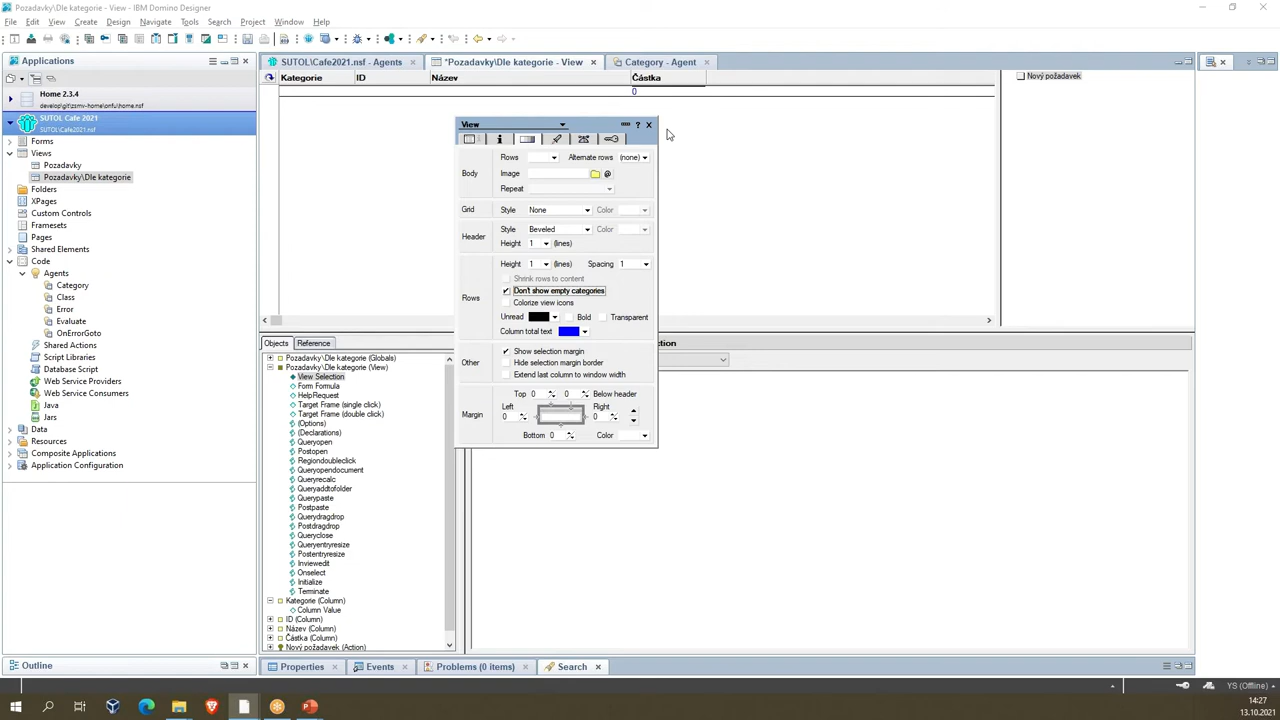 Pozadavky\Dle kategorie - View - IBM Domino Designer
File Edit View Create Design Tools Search Project Window Help
Applications
Home 2.3.4
develop\git\zsmv-home\onfu\home.nsf
SUTOL Cafe 2021
SUTOL\Cafe2021.nsf
Forms
Views
Pozadavky
Pozadavky\Dle kategorie
Folders
XPages
Custom Controls
Framesets
Pages
Shared Elements
Code
Agents
Category
Class
Error
Evaluate
OnErrorGoto
Shared Actions
Script Libraries
Database Script
Web Service Providers
Web Service Consumers
Java
Jars
Data
Resources
Composite Applications
Application Configuration
Outline
SUTOL\Cafe2021.nsf - Agents
*Pozadavky\Dle kategorie - View
Category - Agent
Kategorie ID Název Částka
0
Nový požadavek
View
Body
Rows
Alternate rows (none)
Image
Repeat
Grid
Style None Color
Header
Style Beveled Color
Height 1 (lines)
Rows
Height 1 (lines) Spacing 1
Shrink rows to content
Don't show empty categories
Colorize view icons
Unread Bold Transparent
Column total text
Other
Show selection margin
Hide selection margin border
Extend last column to window width
Margin
Top 0 0 Below header
Left Right
0 0
Bottom 0 Color
Objects Reference
Pozadavky\Dle kategorie (Globals)
Pozadavky\Dle kategorie (View)
View Selection
Form Formula
HelpRequest
Target Frame (single click)
Target Frame (double click)
(Options)
(Declarations)
Queryopen
Postopen
Regiondoubleclick
Queryopendocument
Queryrecalc
Queryaddtofolder
Querypaste
Postpaste
Querydragdrop
Postdragdrop
Queryclose
Queryentryresize
Postentryresize
Inviewedit
Onselect
Initialize
Terminate
Kategorie (Column)
Column Value
ID (Column)
Název (Column)
Částka (Column)
Nový požadavek (Action)
Properties
Events
Problems (0 items)
Search
YS (Offline)
14:27
13.10.2021